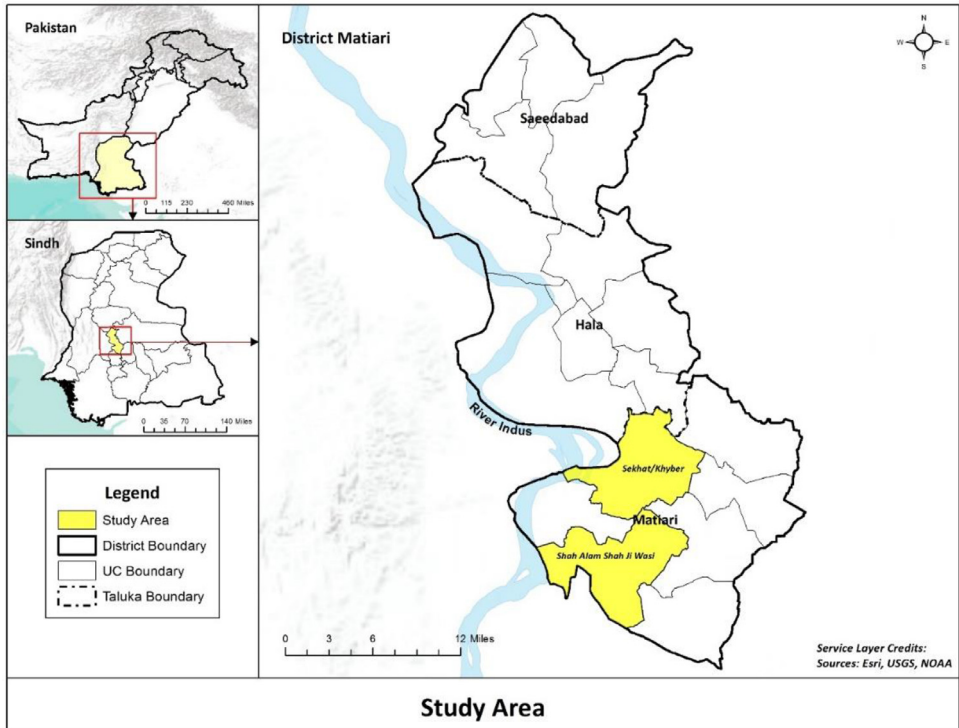 Pakistan
0 115 230 460 Miles
Sindh
0 35 70 140 Miles
Legend
Study Area
District Boundary
UC Boundary
Taluka Boundary
District Matiari
N
W E
S
Saeedabad
Hala
River Indus
Sekhat/Khyber
Matiari
Shah Alam Shah Ji Wasi
0 3 6 12 Miles
Service Layer Credits:
Sources: Esri, USGS, NOAA
Study Area